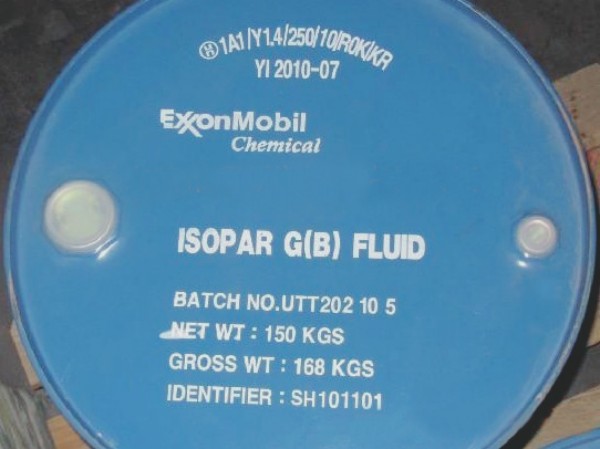 1A1/Y1.4/250/10/ROK/KR
YI 2010-07
ExxonMobil
Chemical
ISOPAR G(B) FLUID
BATCH NO.UTT202 10 5
NET WT : 150 KGS
GROSS WT : 168 KGS
IDENTIFIER : SH101101